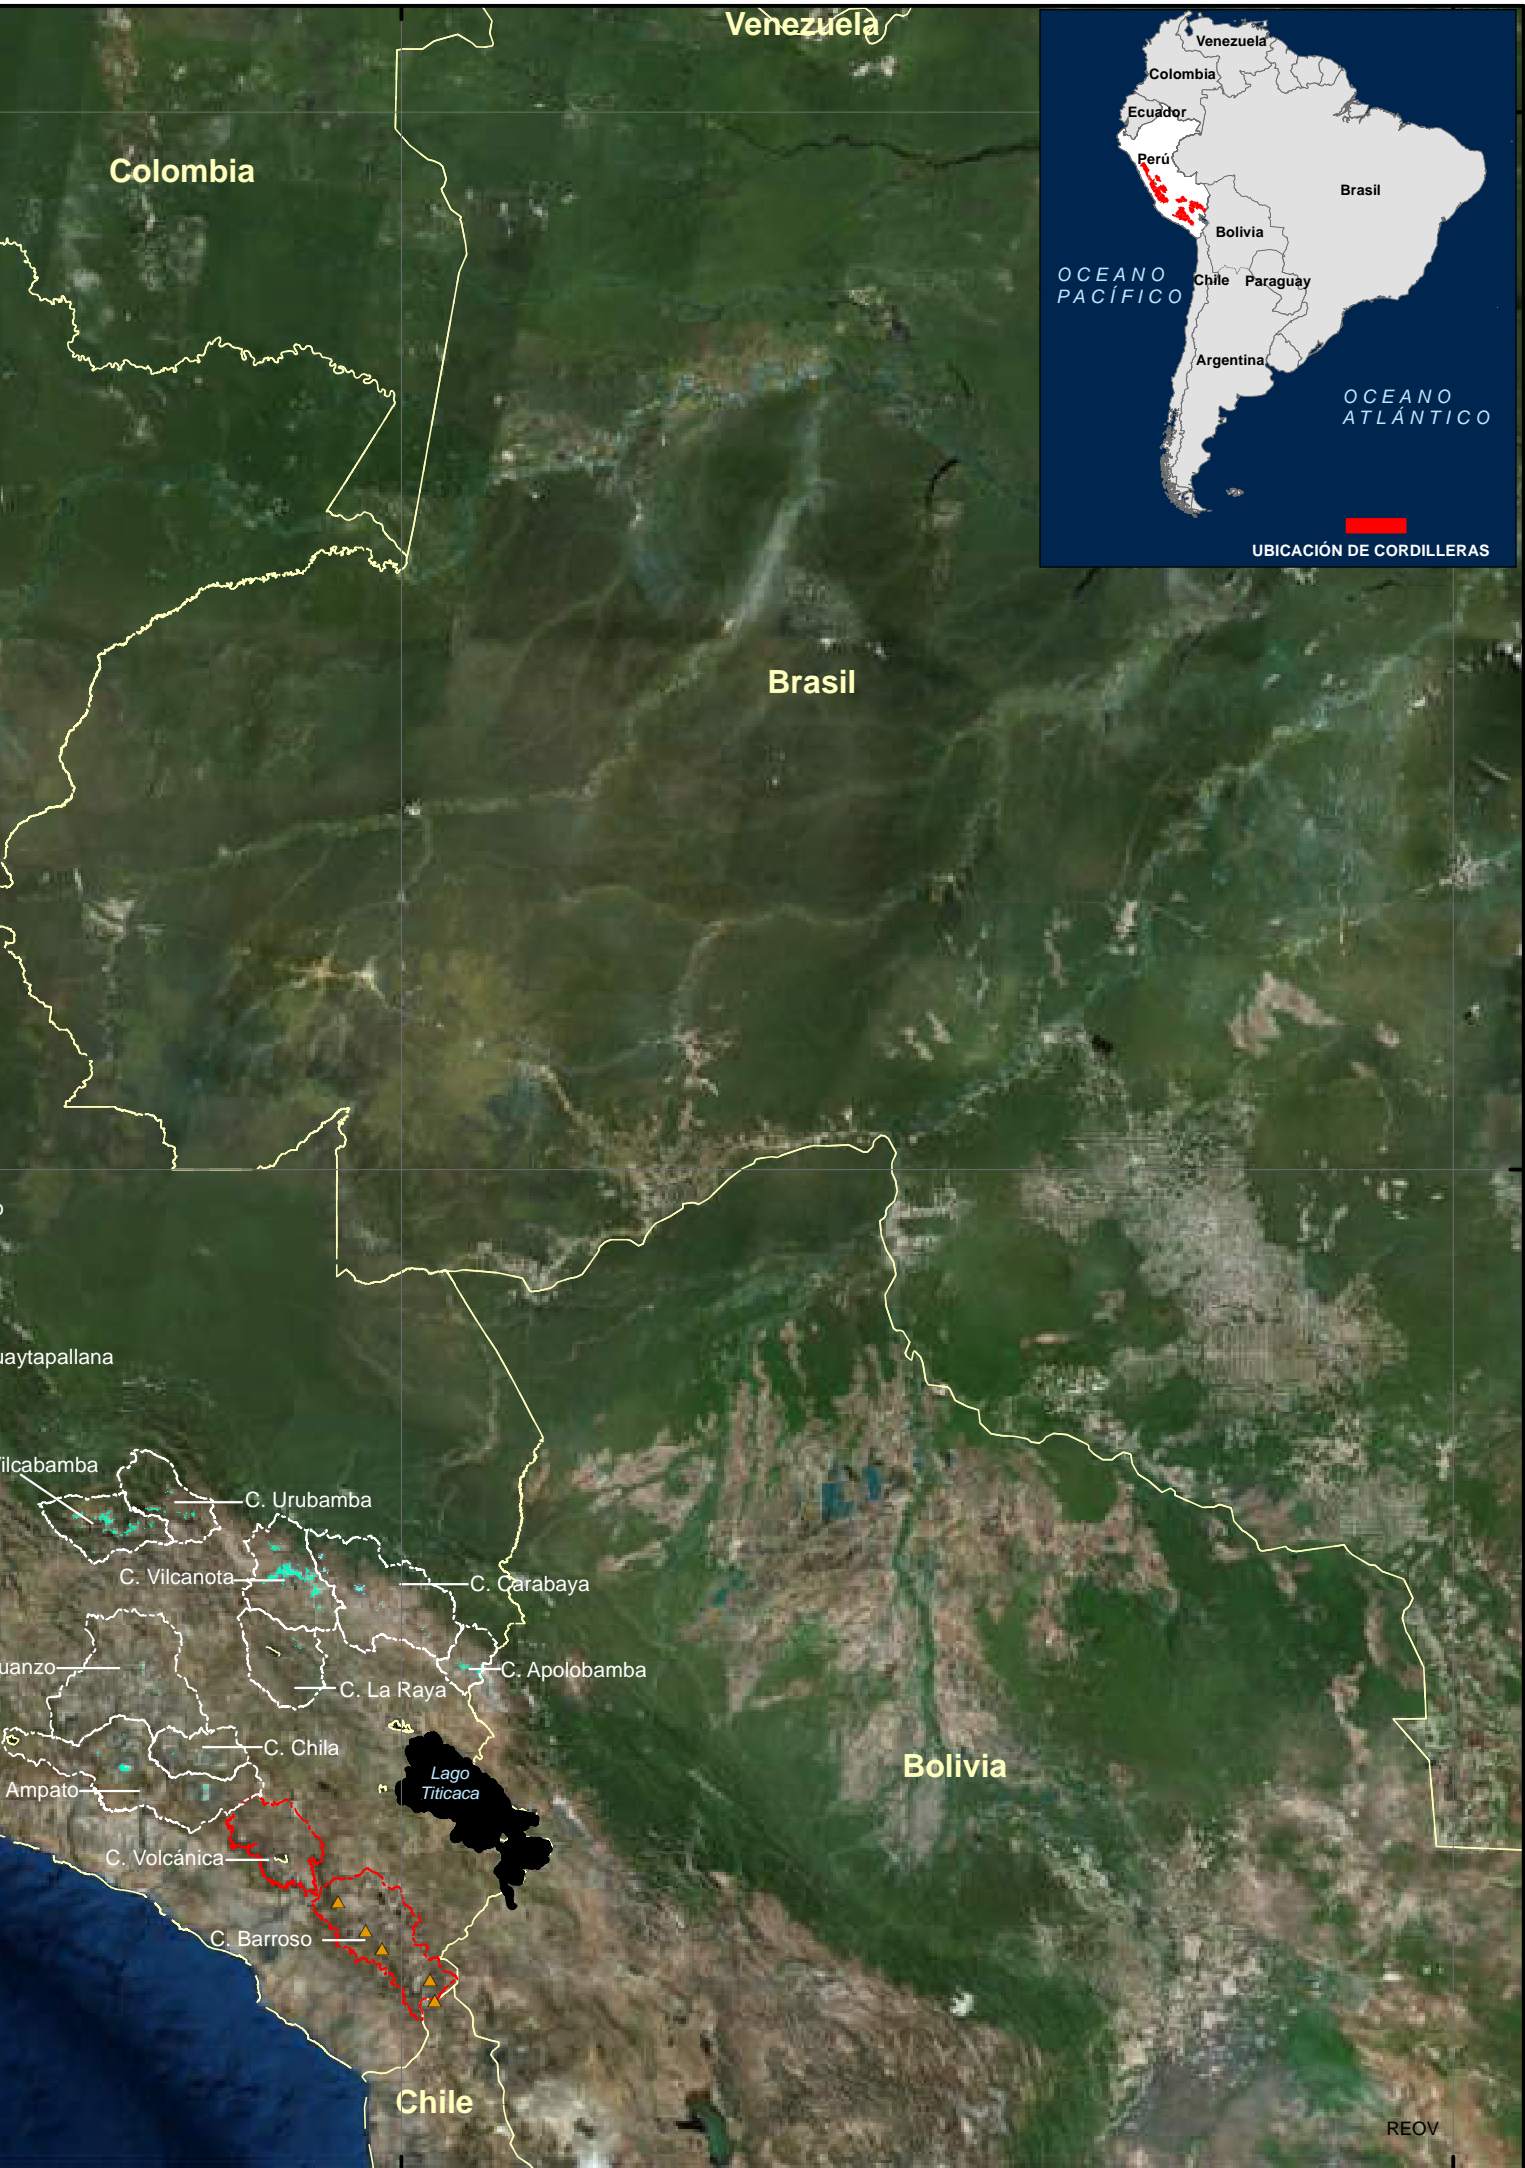 Venezuela
Colombia
Brasil
Venezuela
Colombia
Ecuador
Perú
Brasil
Bolivia
Chile
Paraguay
Argentina
OCEANO
PACÍFICO
OCEANO
ATLÁNTICO
UBICACIÓN DE CORDILLERAS
uaytapallana
ilcabamba
C. Urubamba
C. Vilcanota
C. Carabaya
uanzo
C. Apolobamba
C. La Raya
C. Chila
Ampato
Lago
Titicaca
Bolivia
C. Volcánica
C. Barroso
Chile
REOV